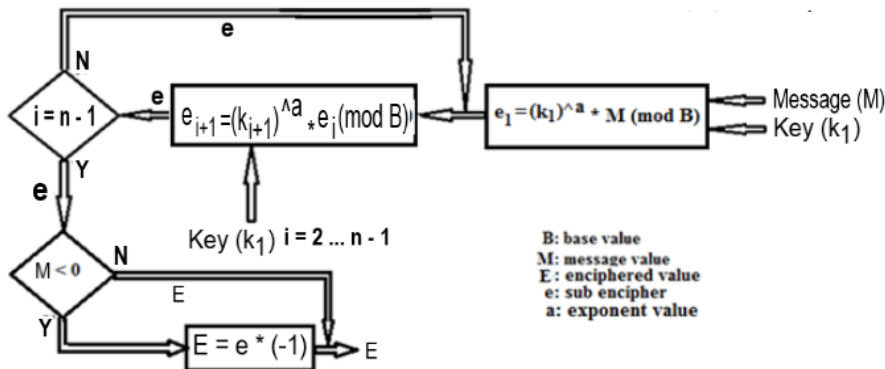 e
N
i = n - 1
e
e_{i+1}=(k_{i+1})^{^a} * e_i(mod B)
e_1=(k_1)^{^a} * M (mod B)
Message (M)
Key (k_1)
Y
e
Key (k_1) i = 2 ... n - 1
M < 0
N
E
Y
E = e * (-1)
E
B: base value
M: message value
E: enciphered value
e: sub encipher
a: exponent value